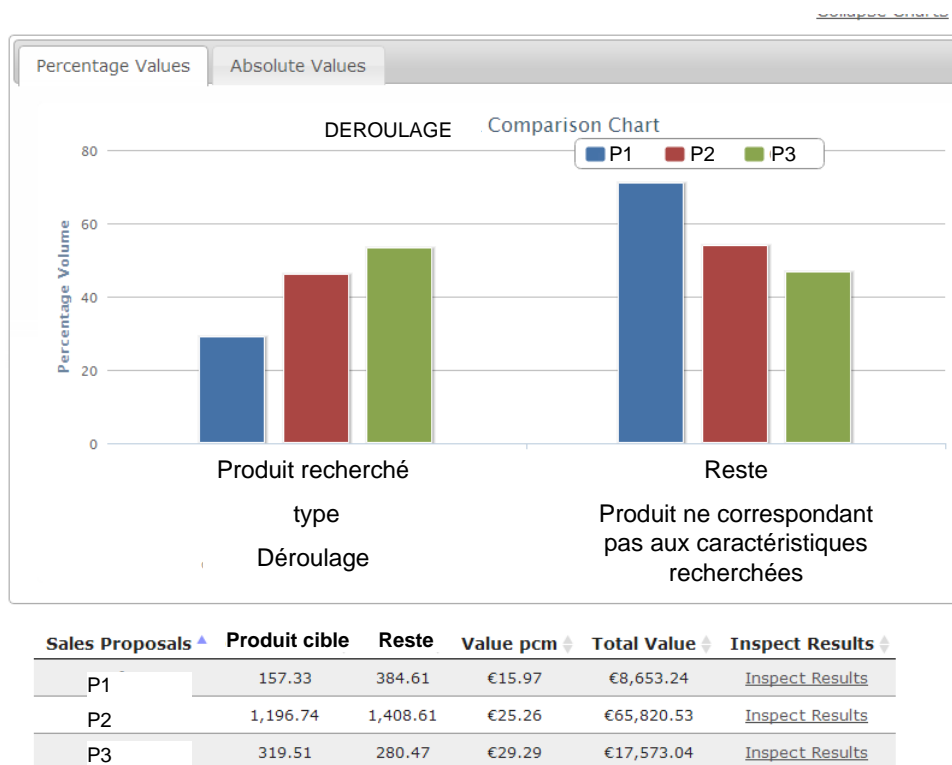 Collapse Charts
Percentage Values Absolute Values
DEROULAGE Comparison Chart
P1 P2 P3
80
60
40
20
0
Percentage Volume
Produit recherché
type
Déroulage
Reste
Produit ne correspondant
pas aux caractéristiques
recherchées
Sales Proposals Produit cible Reste Value pcm Total Value Inspect Results
P1 157.33 384.61 €15.97 €8,653.24 Inspect Results
P2 1,196.74 1,408.61 €25.26 €65,820.53 Inspect Results
P3 319.51 280.47 €29.29 €17,573.04 Inspect Results